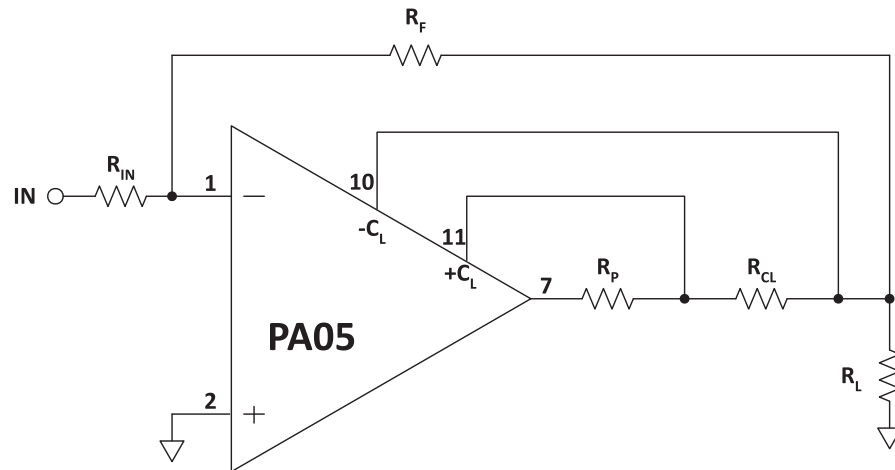 R_F
R_IN
IN
1
10
-C_L
11
+C_L
7
R_P
R_CL
PA05
2
R_L